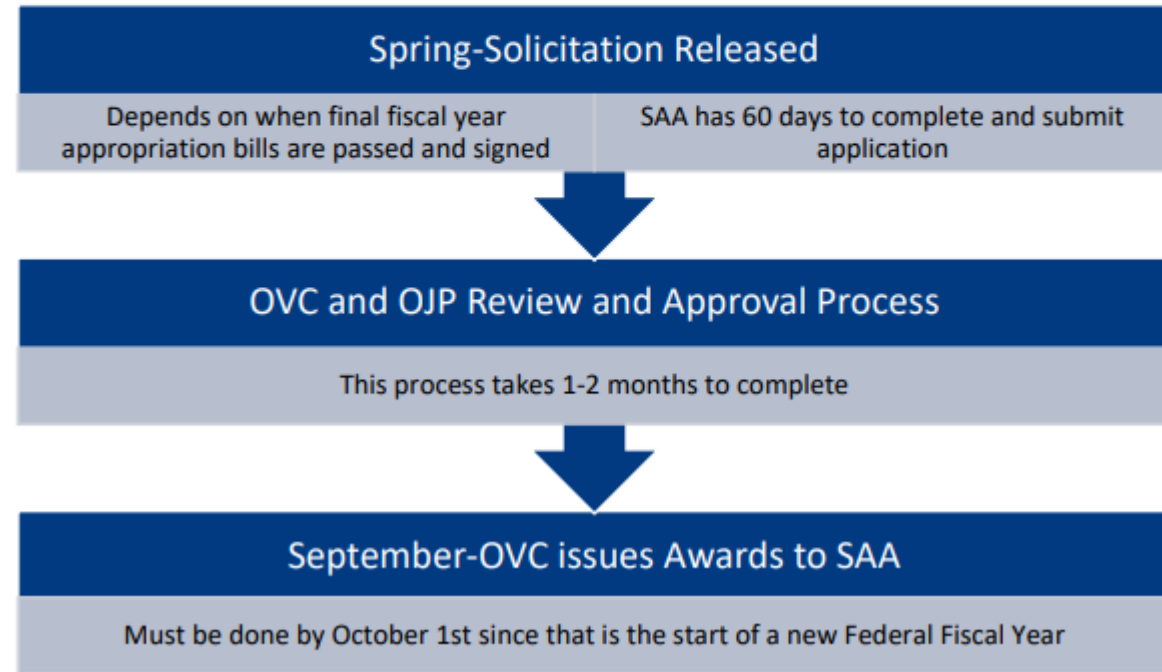 Spring-Solicitation Released
Depends on when final fiscal year
appropriation bills are passed and signed
SAA has 60 days to complete and submit
application
OVC and OJP Review and Approval Process
This process takes 1-2 months to complete
September-OVC issues Awards to SAA
Must be done by October 1st since that is the start of a new Federal Fiscal Year